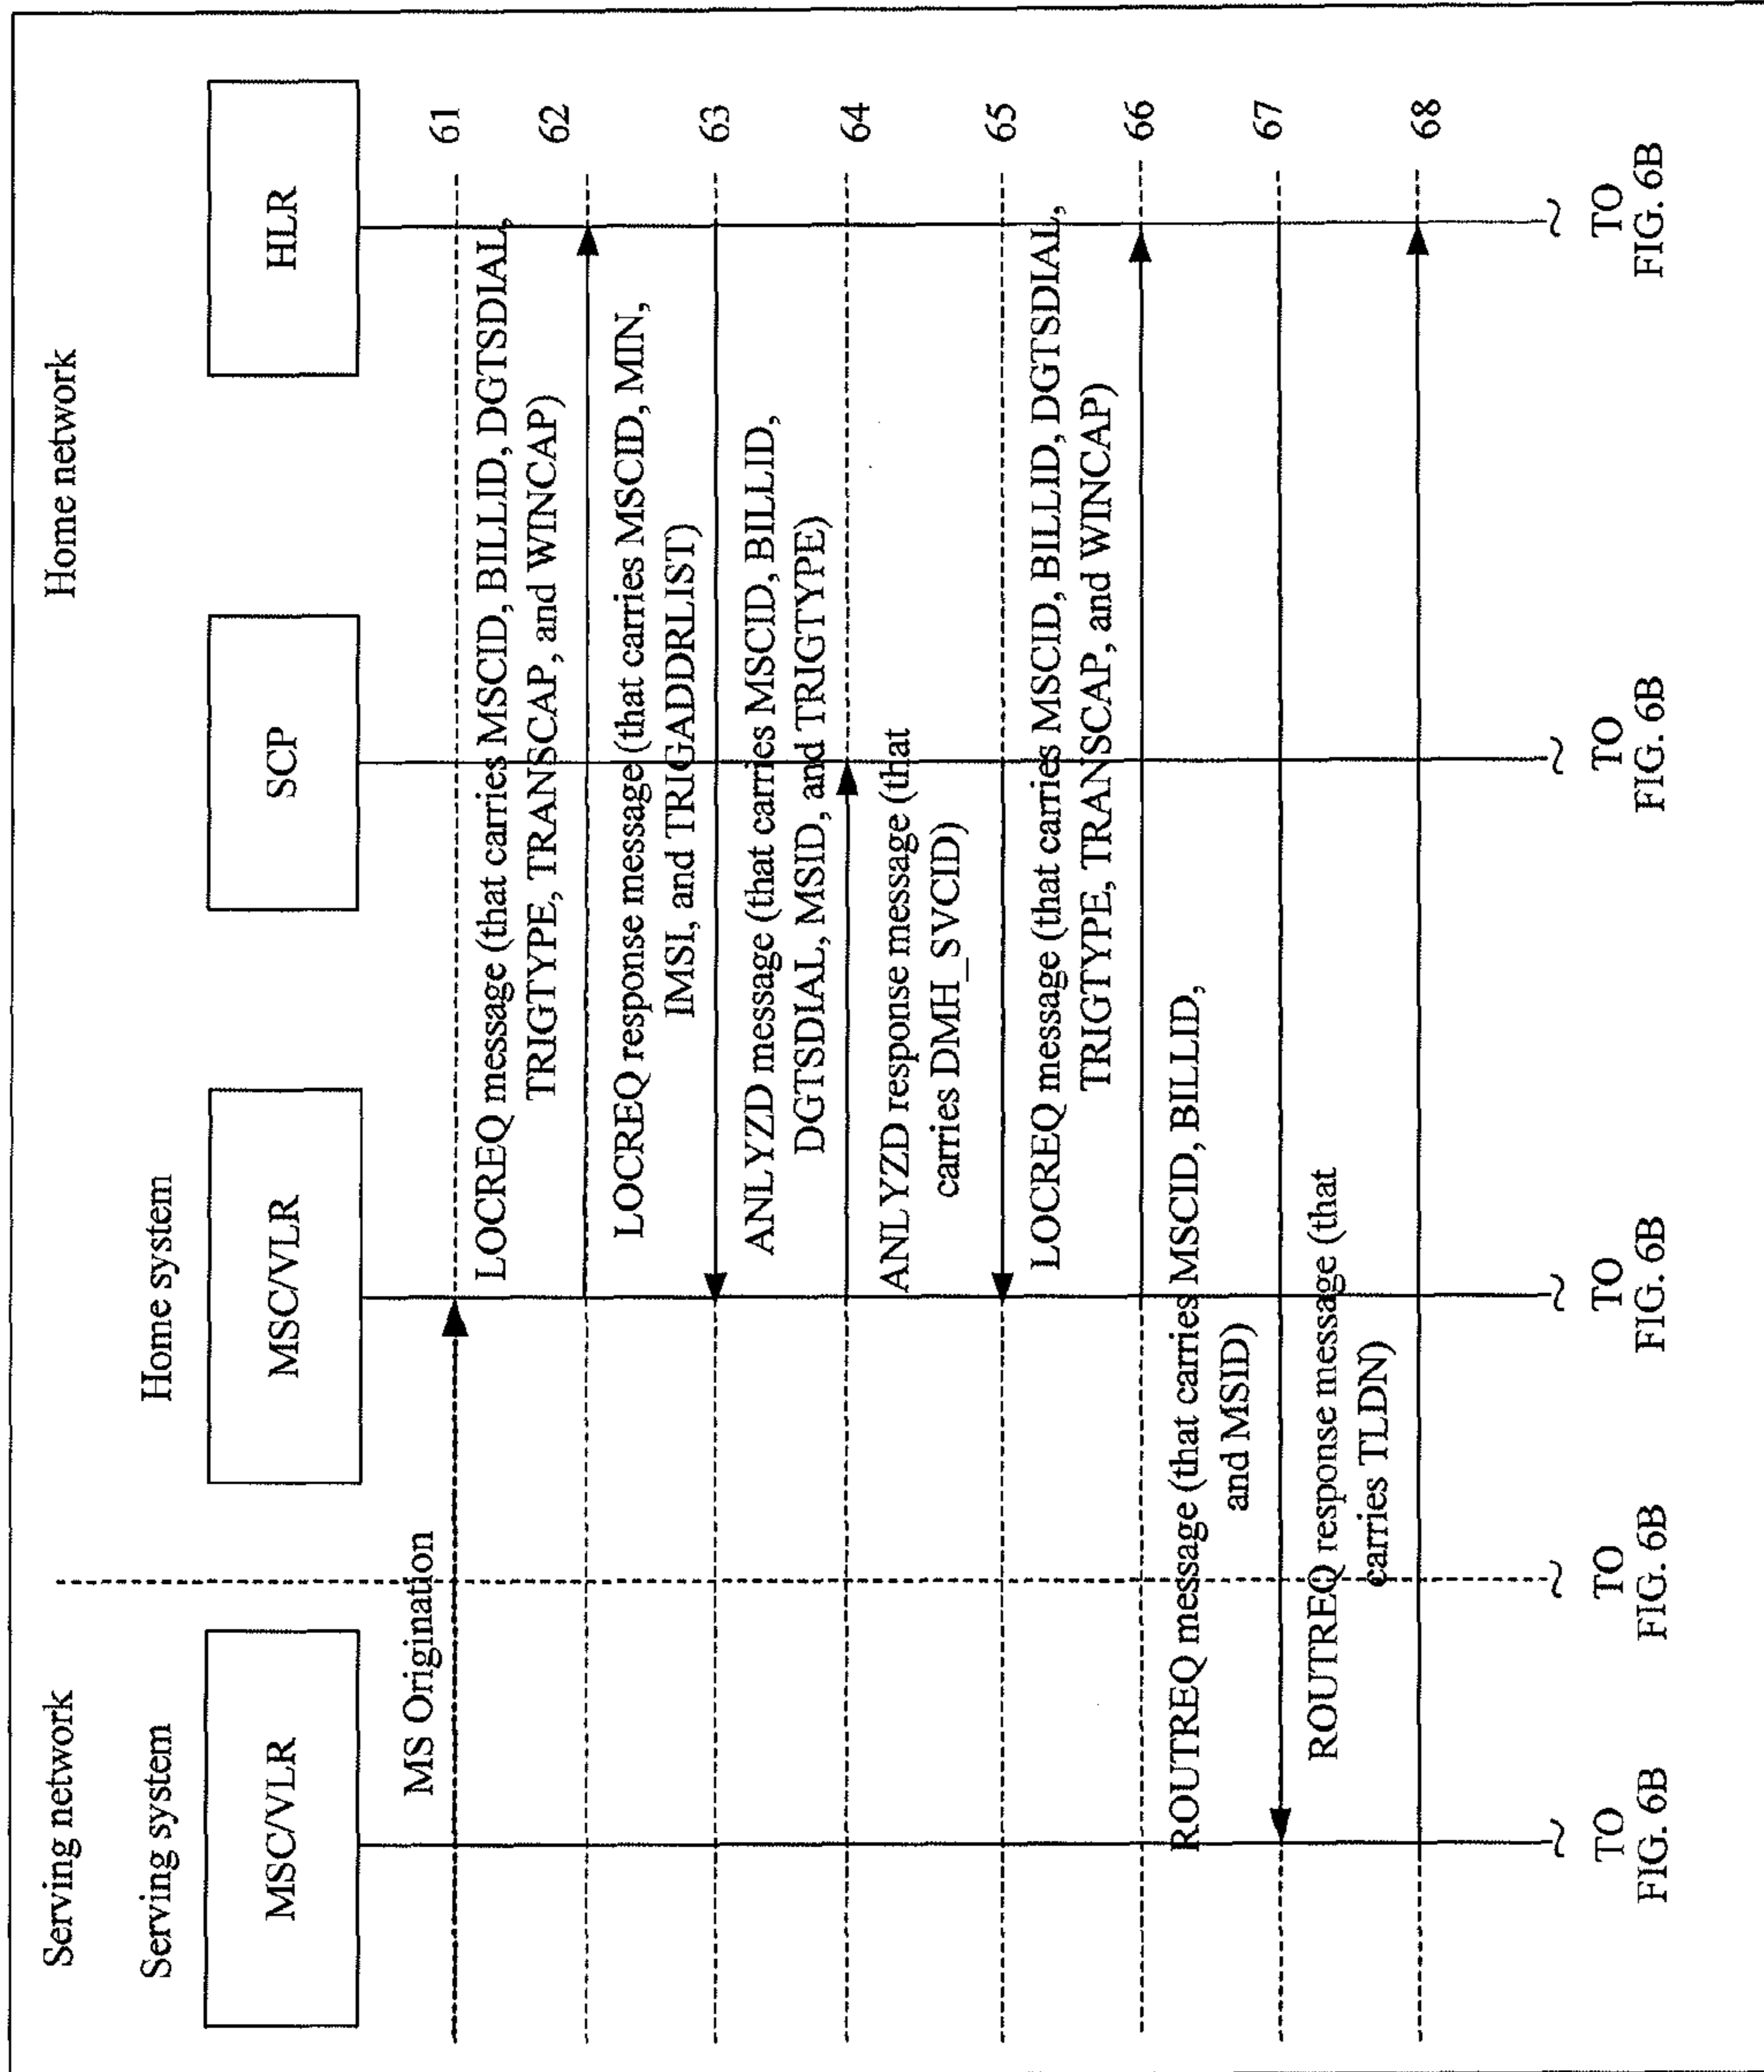 Serving network
Home network
Serving system
Home system
MSC/VLR
MSC/VLR
SCP
HLR
MS Origination
61
LOCREQ message (that carries MSCID, BILLID, DGTSDIAL,
TRIGTYPE, TRANSCAP, and WINCAP)
62
LOCREQ response message (that carries MSCID, MIN,
IMSI, and TRIGADDRLIST)
63
ANLYZD message (that carries MSCID, BILLID,
DGTSDIAL, MSID, and TRIGTYPE)
64
ANLYZD response message (that
carries DMH_SVCID)
65
LOCREQ message (that carries MSCID, BILLID, DGTSDIAL,
TRIGTYPE, TRANSCAP, and WINCAP)
66
ROUTREQ message (that carries MSCID, BILLID,
and MSID)
67
ROUTREQ response message (that
carries TLDN)
68
TO
FIG. 6B
TO
FIG. 6B
TO
FIG. 6B
TO
FIG. 6B
TO
FIG. 6B